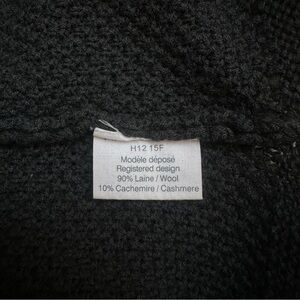 H12 15F
Modèle déposé
Registered design
90% Laine / Wool
10% Cachemire / Cashmere